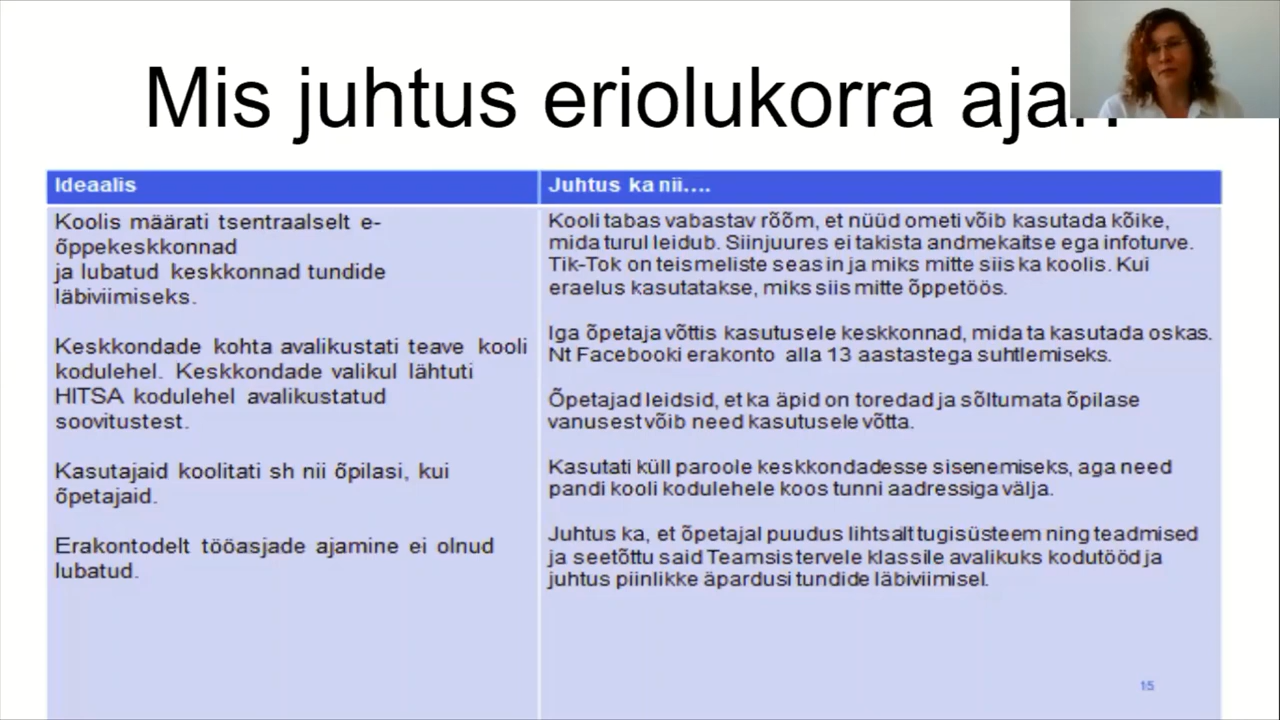 Mis juhtus eriolukorra
Ideaalis
Koolis määrati tsentraalselt e-
õppekeskkonnad
ja lubatud keskkonnad tundide
läbiviimiseks.
Keskkondade kohta avalikustati teave kooli
kodulehel. Keskkondade valikul lähtuti
HITSA kodulehel avalikustatud
soovitustest.
Kasutajaid koolitati sh nii õpilasi, kui
õpetajaid.
Erakontodelt tööasjade ajamine ei olnud
lubatud.
Juhtus ka nii....
Kooli tabas vabastav rõõm, et nüüd ometi võib kasutada kõike,
mida turul leidub. Siinjuures ei takista andmekaitse ega infoturve.
Tik-Tok on teismeliste seas in ja miks mitte siis ka koolis. Kui
eraelus kasutatakse, miks siis mitte õppetöös.
Iga õpetaja võttis kasutusele keskkonnad, mida ta kasutada oskas.
Nt Facebooki erakonto alla 13 aastastega suhtlemiseks.
Õpetajad leidsid, et ka äpid on toredad ja sõltumata õpilase
vanusest võib need kasutusele võtta.
Kasutati küll paroole keskkondadesse sisenemiseks, aga need
pandi kooli kodulehele koos tunni aadressiga välja.
Juhtus ka, et õpetajal puudus lihtsalt tugisüsteem ning teadmised
ja seetõttu said Teamsis tervele klassile avalikuks kodutööd ja
juhtus piinlikke äpardusi tundide läbiviimisel.
15